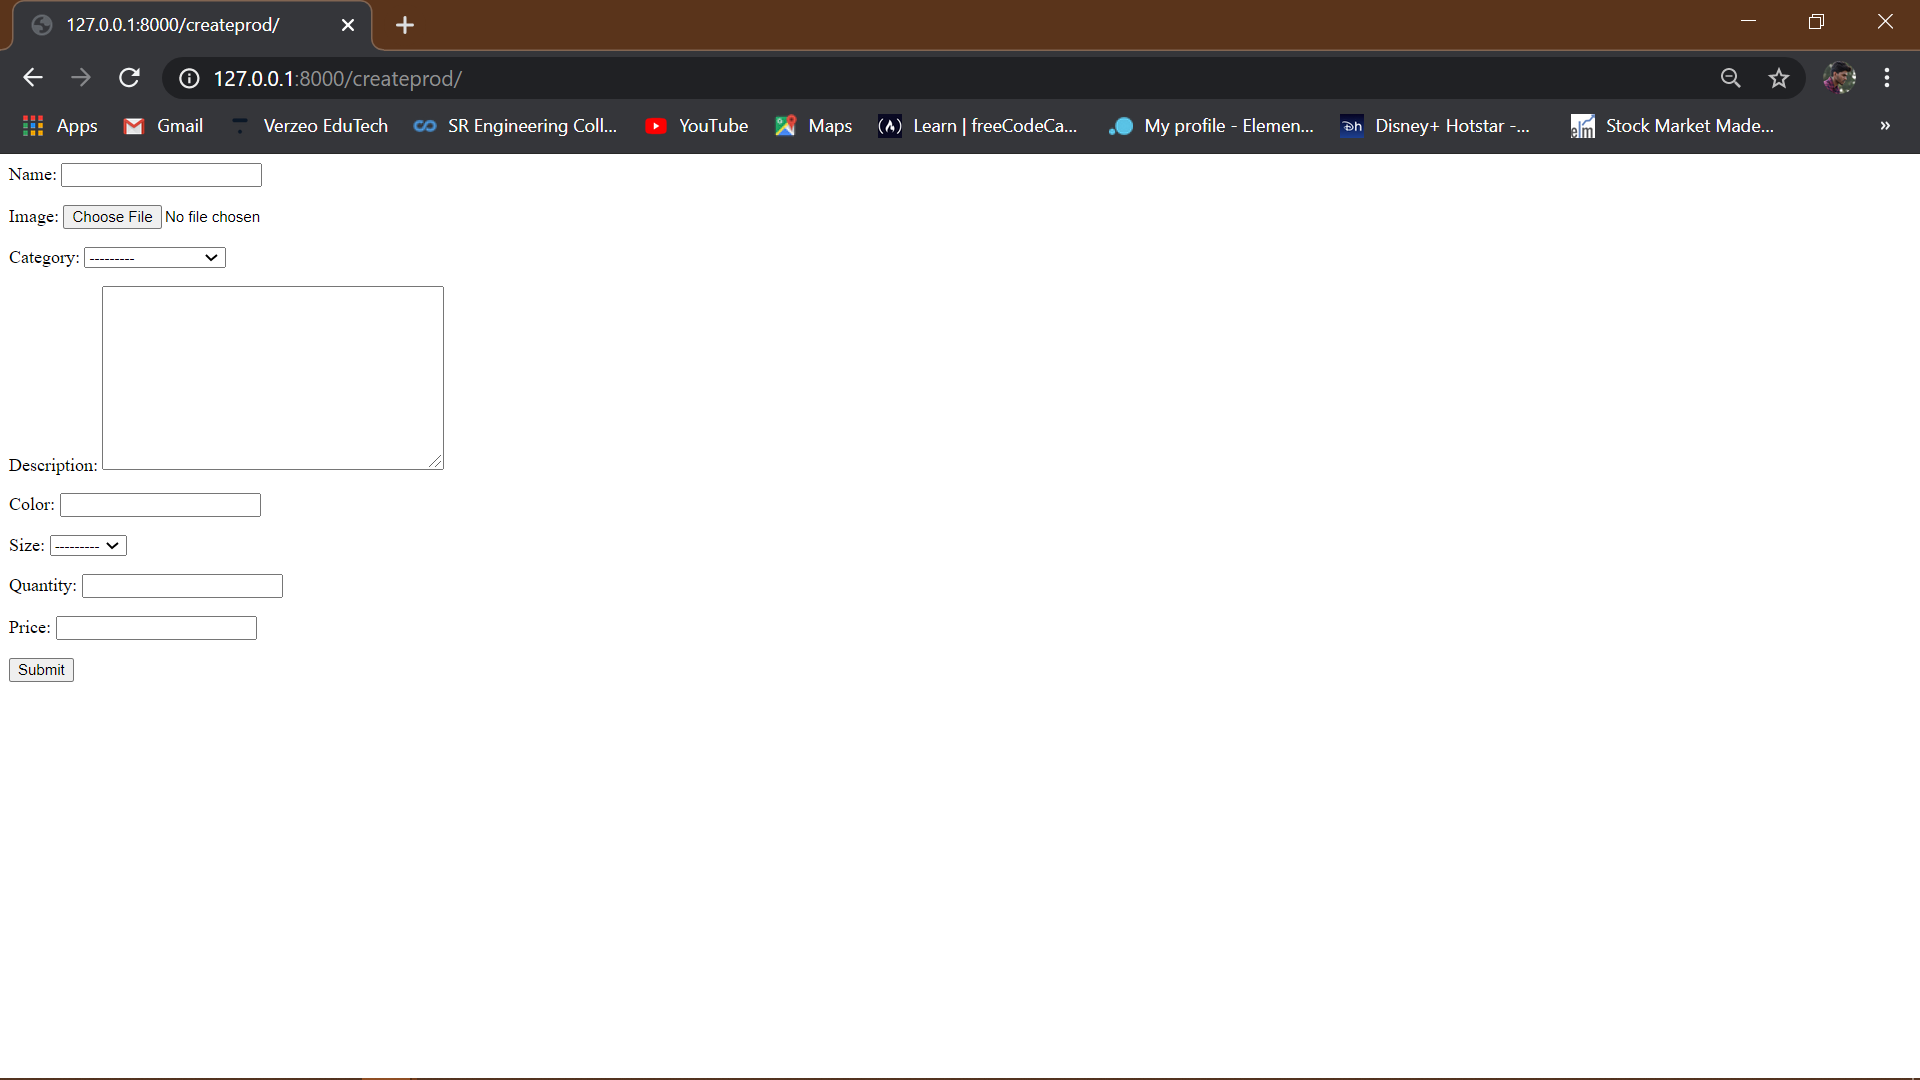 127.0.0.1:8000/createprod/
127.0.0.1:8000/createprod/
Apps Gmail Verzeo EduTech SR Engineering Coll... YouTube Maps Learn | freeCodeCa... My profile - Elemen... Disney+ Hotstar -... Stock Market Made... »
Name:
Image: Choose File No file chosen
Category: ---------
Description:
Color:
Size: ---------
Quantity:
Price:
Submit